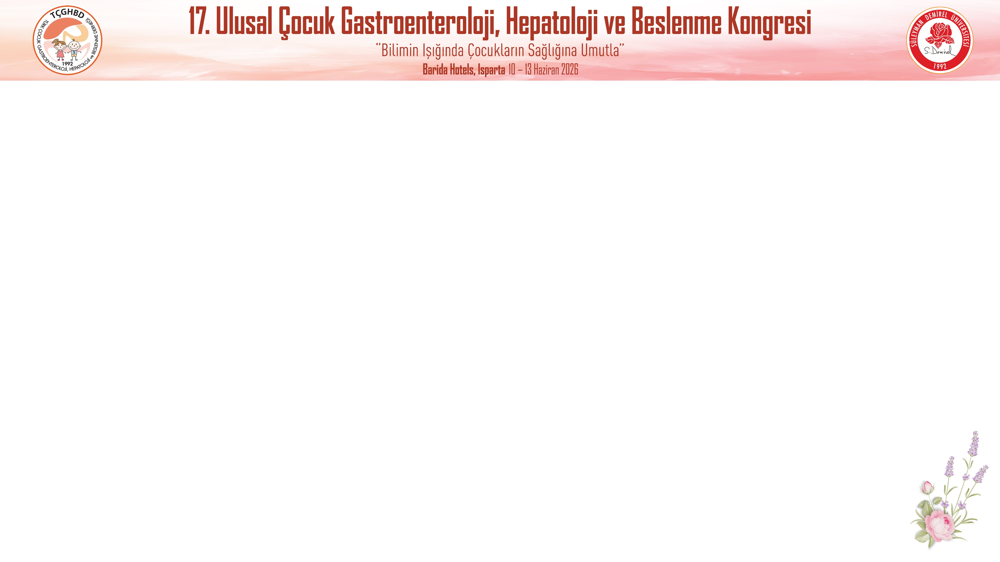 TÇGHBD
TÜRK ÇOCUK GASTROENTEROLOJİ, HEPATOLOJİ ve BESLENME DERNEĞİ
1992
17. Ulusal Çocuk Gastroenteroloji, Hepatoloji ve Beslenme Kongresi
“Bilimin Işığında Çocukların Sağlığına Umutla”
Barida Hotels, Isparta 10 – 13 Haziran 2026
SÜLEYMAN DEMİREL ÜNİVERSİTESİ
S. Demirel
1992